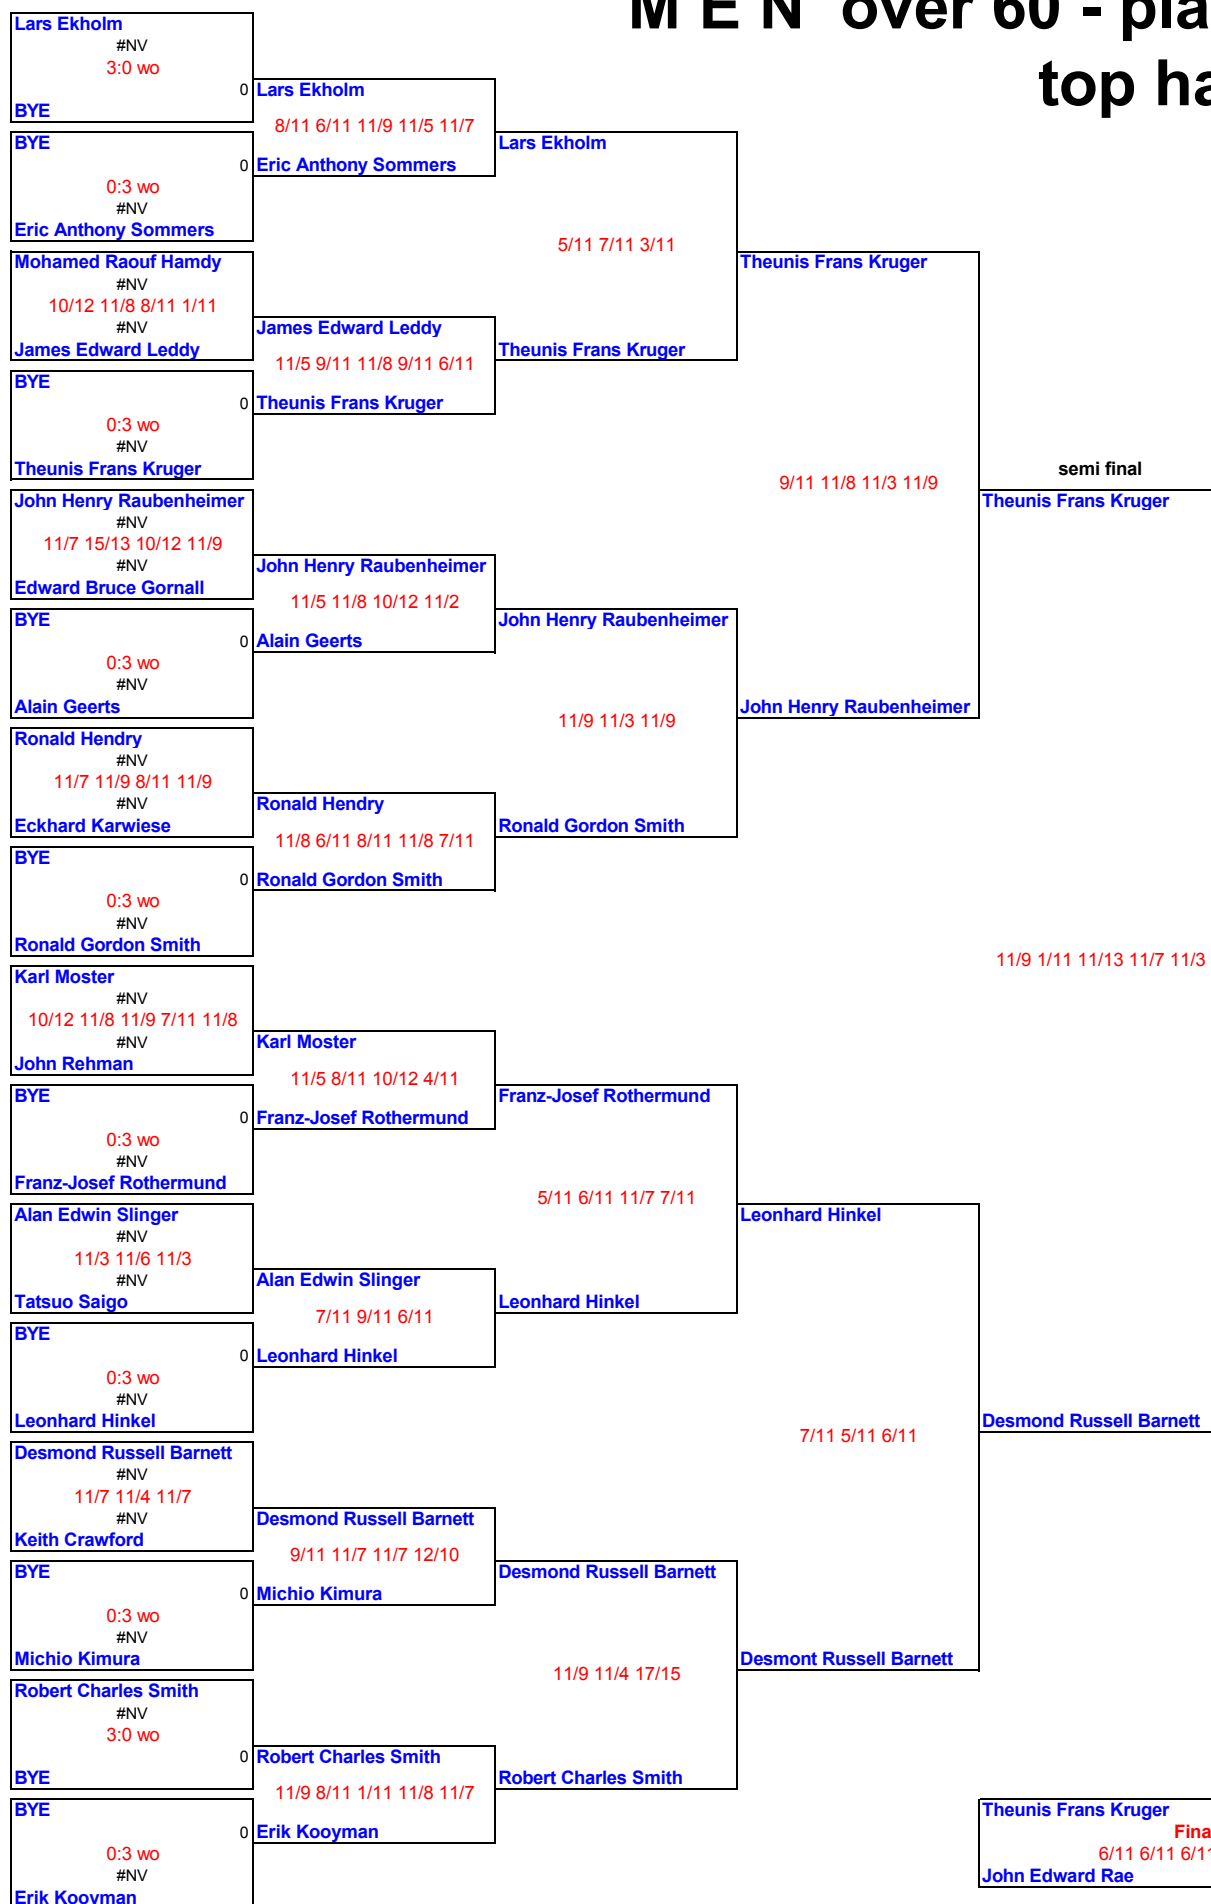 M E N over 60 - pla
top ha
Lars Ekholm
#NV
3:0 wo
0
BYE
BYE
0
0:3 wo
#NV
Eric Anthony Sommers
Mohamed Raouf Hamdy
#NV
10/12 11/8 8/11 1/11
#NV
James Edward Leddy
BYE
0
0:3 wo
#NV
Theunis Frans Kruger
John Henry Raubenheimer
#NV
11/7 15/13 10/12 11/9
#NV
Edward Bruce Gornall
BYE
0
0:3 wo
#NV
Alain Geerts
Ronald Hendry
#NV
11/7 11/9 8/11 11/9
#NV
Eckhard Karwiese
BYE
0
0:3 wo
#NV
Ronald Gordon Smith
Karl Moster
#NV
10/12 11/8 11/9 7/11 11/8
#NV
John Rehman
BYE
0
0:3 wo
#NV
Franz-Josef Rothermund
Alan Edwin Slinger
#NV
11/3 11/6 11/3
#NV
Tatsuo Saigo
BYE
0
0:3 wo
#NV
Leonhard Hinkel
Desmond Russell Barnett
#NV
11/7 11/4 11/7
#NV
Keith Crawford
BYE
0
0:3 wo
#NV
Michio Kimura
Robert Charles Smith
#NV
3:0 wo
0
BYE
BYE
0
0:3 wo
#NV
Erik Kooyman
Lars Ekholm
8/11 6/11 11/9 11/5 11/7
Eric Anthony Sommers
James Edward Leddy
11/5 9/11 11/8 9/11 6/11
Theunis Frans Kruger
John Henry Raubenheimer
11/5 11/8 10/12 11/2
Alain Geerts
Ronald Hendry
11/8 6/11 8/11 11/8 7/11
Ronald Gordon Smith
Karl Moster
11/5 8/11 10/12 4/11
Franz-Josef Rothermund
Alan Edwin Slinger
7/11 9/11 6/11
Leonhard Hinkel
Desmond Russell Barnett
9/11 11/7 11/7 12/10
Michio Kimura
Robert Charles Smith
11/9 8/11 1/11 11/8 11/7
Erik Kooyman
Lars Ekholm
5/11 7/11 3/11
Theunis Frans Kruger
John Henry Raubenheimer
11/9 11/3 11/9
Ronald Gordon Smith
Franz-Josef Rothermund
5/11 6/11 11/7 7/11
Leonhard Hinkel
Desmond Russell Barnett
11/9 11/4 17/15
Robert Charles Smith
Theunis Frans Kruger
9/11 11/8 11/3 11/9
John Henry Raubenheimer
Leonhard Hinkel
7/11 5/11 6/11
Desmont Russell Barnett
semi final
Theunis Frans Kruger
11/9 1/11 11/13 11/7 11/3
Desmond Russell Barnett
Theunis Frans Kruger
Fina
6/11 6/11 6/11
John Edward Rae